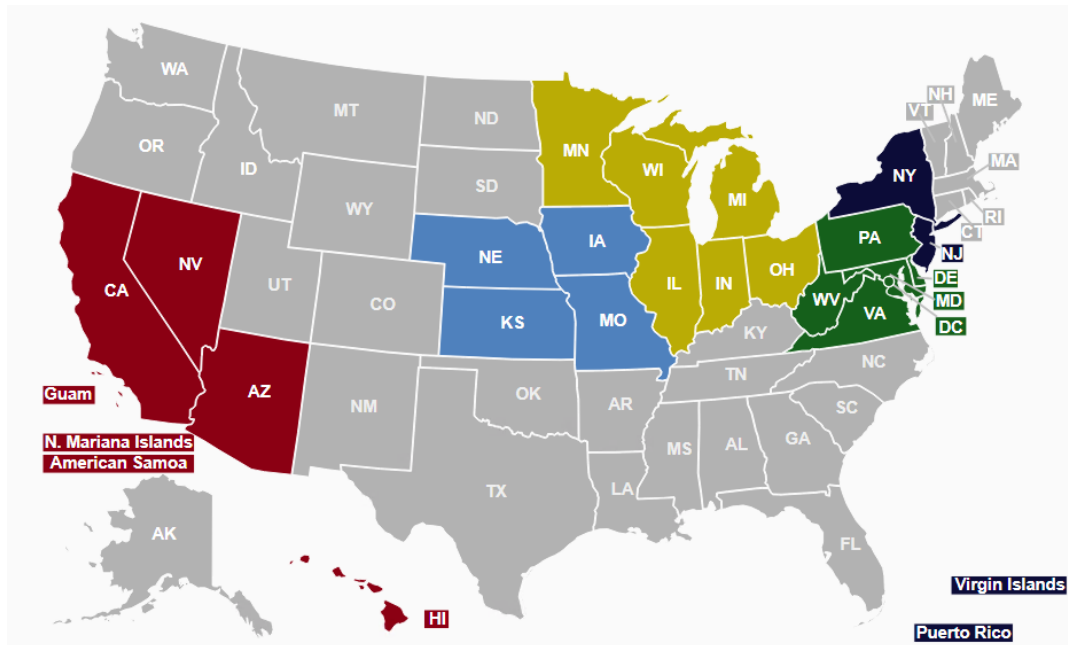 WA
OR
ID
MT
ND
MN
SD
WY
WI
MI
NY
VT
NH
ME
MA
RI
CT
NJ
PA
DE
MD
DC
CA
NV
UT
CO
NE
IA
KS
MO
IL
IN
OH
WV
VA
KY
NC
TN
SC
AZ
NM
OK
AR
MS
AL
GA
TX
LA
FL
Guam
N. Mariana Islands
American Samoa
AK
HI
Virgin Islands
Puerto Rico